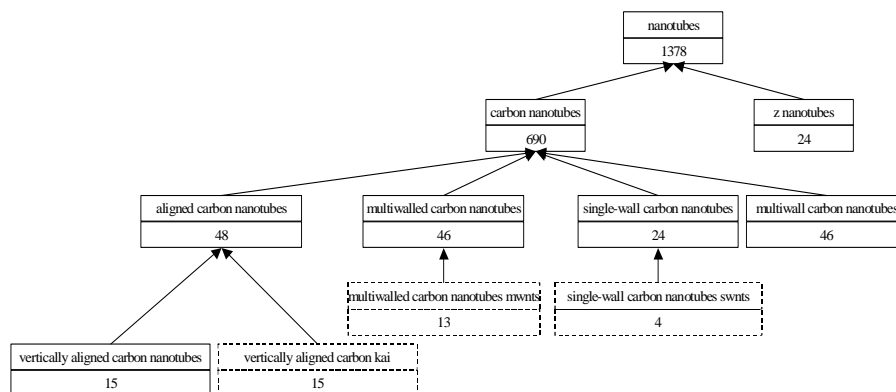 nanotubes
1378
carbon nanotubes
690
z nanotubes
24
aligned carbon nanotubes
48
multiwalled carbon nanotubes
46
single-wall carbon nanotubes
24
multiwall carbon nanotubes
46
multiwalled carbon nanotubes mwnts
13
single-wall carbon nanotubes swnts
4
vertically aligned carbon nanotubes
15
vertically aligned carbon kai
15